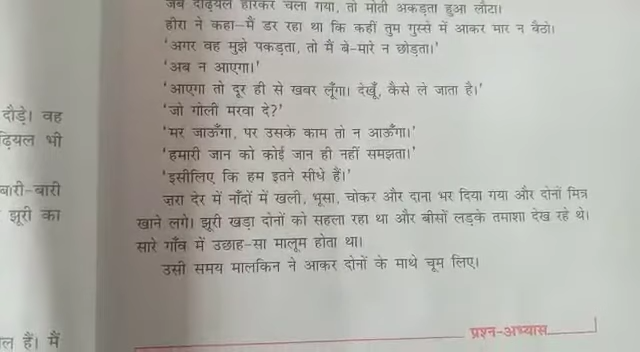 जब दढ़ियल हारकर चला गया, तो मोती अकड़ता हुआ लौटा।
हीरा ने कहा-मैं डर रहा था कि कहीं तुम गुस्से में आकर मार न बैठो।
'अगर वह मुझे पकड़ता, तो मैं बे-मारे न छोड़ता।'
'अब न आएगा।'
'आएगा तो दूर ही से खबर लूँगा। देखूँ, कैसे ले जाता है।'
'जो गोली मरवा दे?'
'मर जाऊँगा, पर उसके काम तो न आऊँगा।'
'हमारी जान को कोई जान ही नहीं समझता।'
'इसीलिए कि हम इतने सीधे हैं।'
ज़रा देर में नाँदों में खली, भूसा, चोकर और दाना भर दिया गया और दोनों मित्र
खाने लगे। झूरी खड़ा दोनों को सहला रहा था और बीसों लड़के तमाशा देख रहे थे।
सारे गाँव में उछाह-सा मालूम होता था।
उसी समय मालकिन ने आकर दोनों के माथे चूम लिए।
प्रश्न-अभ्यास
दौड़े। वह
ढ़ियल भी
बारी-बारी
झूरी का
ल हैं। मैं